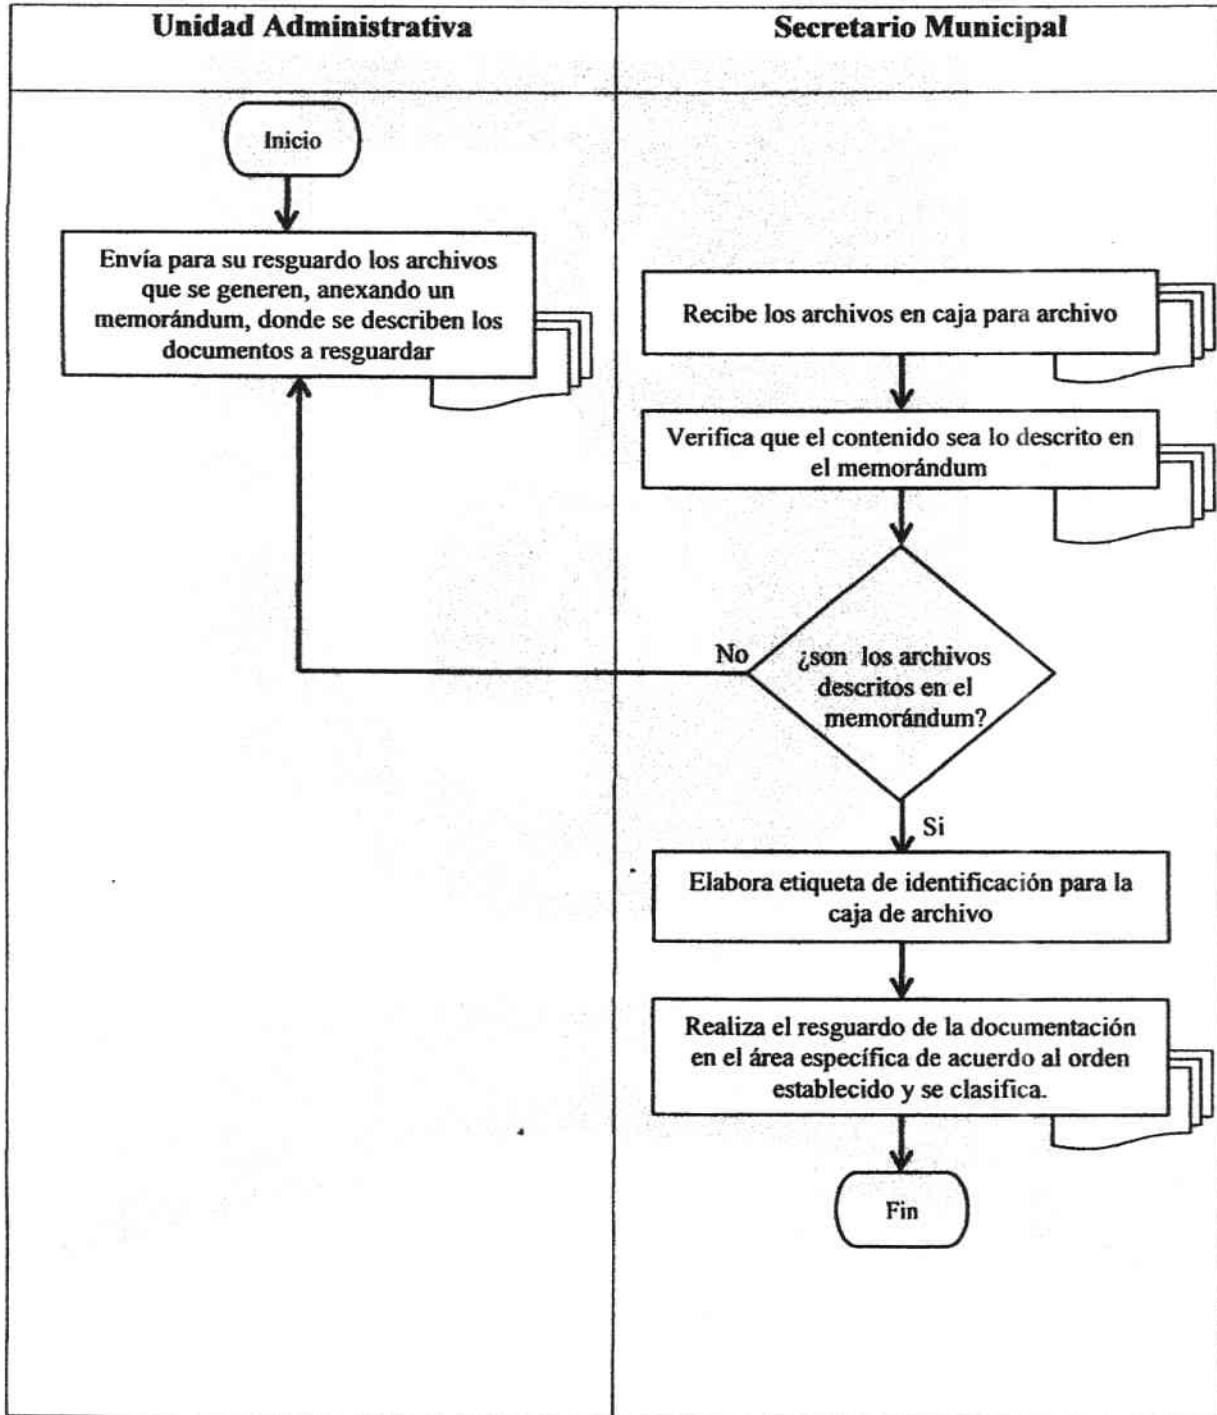 Unidad Administrativa
Secretario Municipal
Inicio
Envía para su resguardo los archivos
que se generen, anexando un
memorándum, donde se describen los
documentos a resguardar
Recibe los archivos en caja para archivo
Verifica que el contenido sea lo descrito en
el memorándum
No
¿son los archivos
descritos en el
memorándum?
Si
Elabora etiqueta de identificación para la
caja de archivo
Realiza el resguardo de la documentación
en el área específica de acuerdo al orden
establecido y se clasifica.
Fin